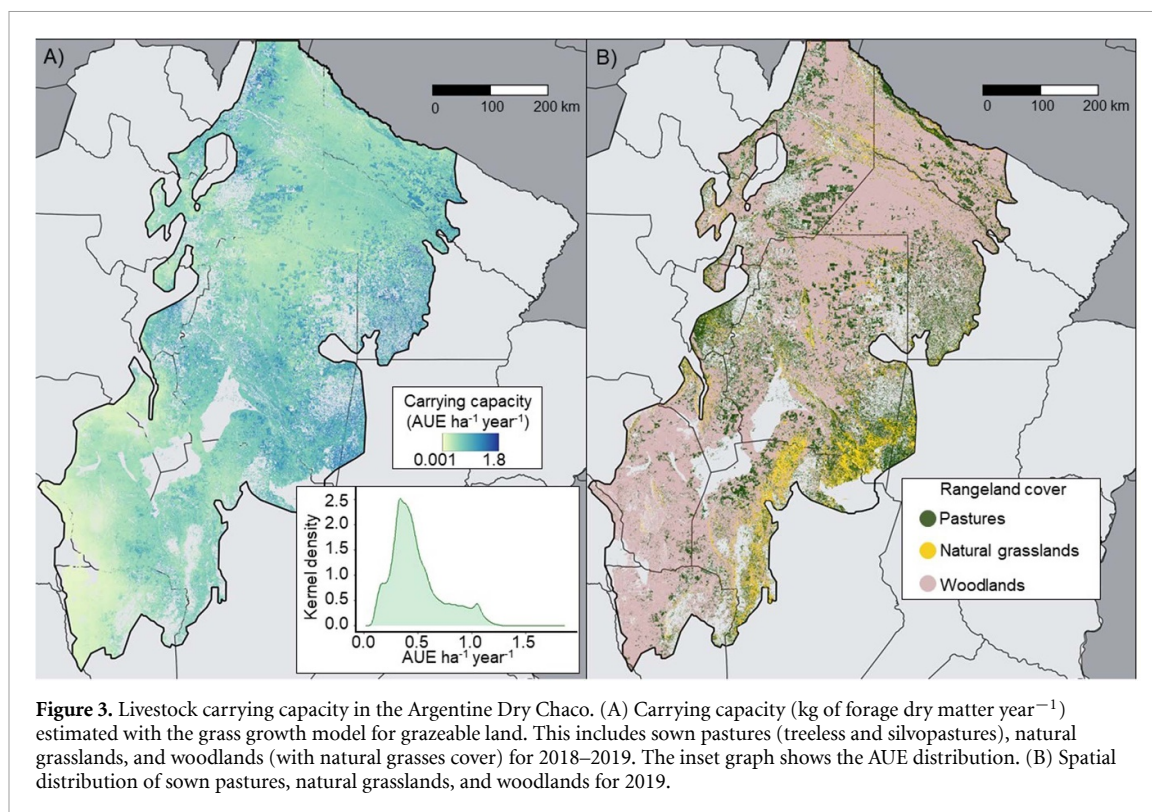 A)
0 100 200 km
Carrying capacity
(AUE ha⁻¹ year⁻¹)
0.001 1.8
Kernel density
2.5
2.0
1.5
1.0
0.5
0.0
0.0 0.5 1.0 1.5
AUE ha⁻¹ year⁻¹
B)
0 100 200 km
Rangeland cover
Pastures
Natural grasslands
Woodlands
Figure 3. Livestock carrying capacity in the Argentine Dry Chaco. (A) Carrying capacity (kg of forage dry matter year⁻¹)
estimated with the grass growth model for grazeable land. This includes sown pastures (treeless and silvopastures), natural
grasslands, and woodlands (with natural grasses cover) for 2018–2019. The inset graph shows the AUE distribution. (B) Spatial
distribution of sown pastures, natural grasslands, and woodlands for 2019.